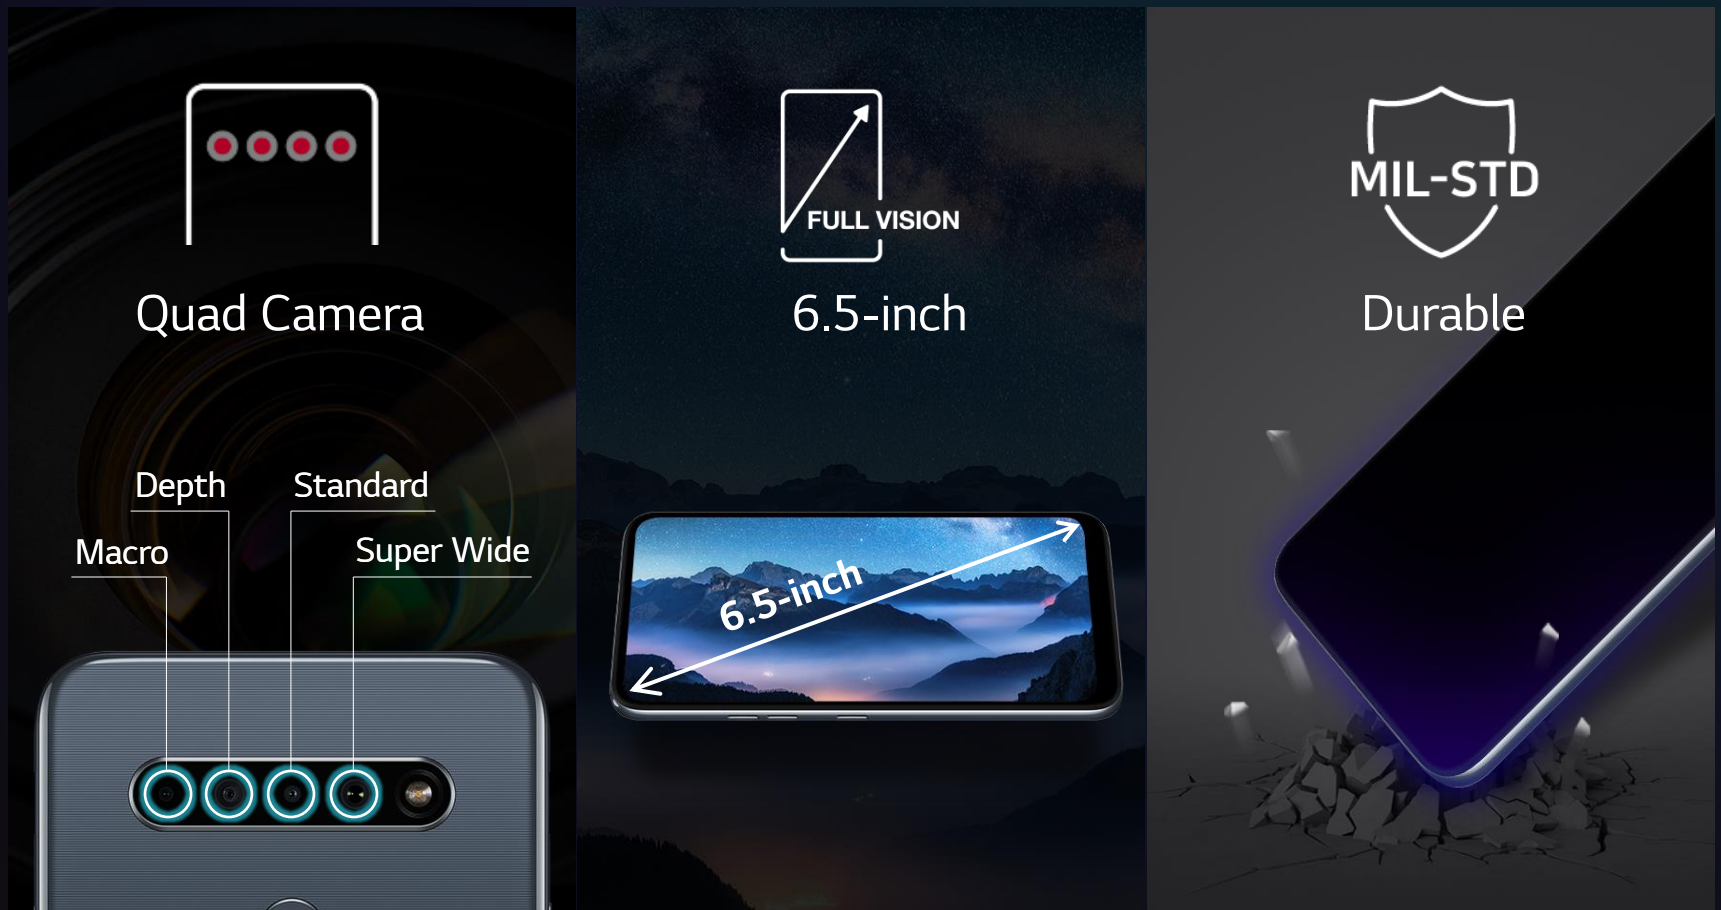 Quad Camera
Depth
Standard
Macro
Super Wide
FULL VISION
6.5-inch
6.5-inch
MIL-STD
Durable